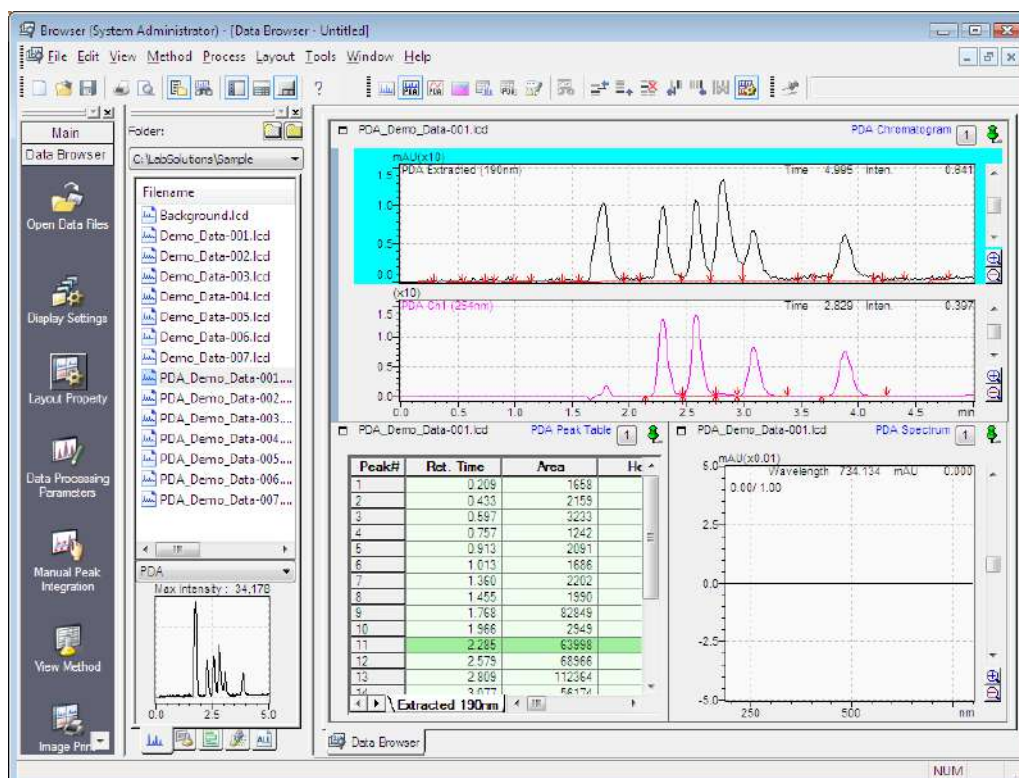 Browser (System Administrator) - [Data Browser - Untitled]
File Edit View Method Process Layout Tools Window Help
Main
Data Browser
Open Data Files
Display Settings
Layout Property
Data Processing
Parameters
Manual Peak
Integration
View Method
Image Prin
Folder:
C:\LabSolutions\Sample
Filename
Background.lcd
Demo_Data-001.lcd
Demo_Data-002.lcd
Demo_Data-003.lcd
Demo_Data-004.lcd
Demo_Data-005.lcd
Demo_Data-006.lcd
Demo_Data-007.lcd
PDA_Demo_Data-001....
PDA_Demo_Data-002....
PDA_Demo_Data-003....
PDA_Demo_Data-004....
PDA_Demo_Data-005....
PDA_Demo_Data-006....
PDA_Demo_Data-007....
PDA
Max intensity : 34,178
0.0 2.5 5.0
ALL
PDA_Demo_Data-001.lcd PDA Chromatogram 1
mAU(x10)
PDA Extracted (190nm) Time 4.995 Inten. 0.841
1.5
1.0
0.5
0.0
(x10)
PDA Ch1 (254nm) Time 2.829 Inten. 0.397
1.5
1.0
0.5
0.0
0.0 0.5 1.0 1.5 2.0 2.5 3.0 3.5 4.0 4.5 min
PDA_Demo_Data-001.lcd PDA Peak Table 1
Peak# Ret. Time Area He
1 0.209 1658
2 0.433 2159
3 0.597 3233
4 0.757 1242
5 0.913 2091
6 1.013 1686
7 1.360 2202
8 1.455 1990
9 1.768 82849
10 1.966 2949
11 2.285 63998
12 2.579 68966
13 2.809 112364
14 3.077 56174
Extracted 190nm
PDA_Demo_Data-001.lcd PDA Spectrum 1
mAU(x0.01)
Wavelength 734.134 mAU 0.000
0.00/ 1.00
5.0
2.5
0.0
-2.5
-5.0
250 500 nm
Data Browser
NUM